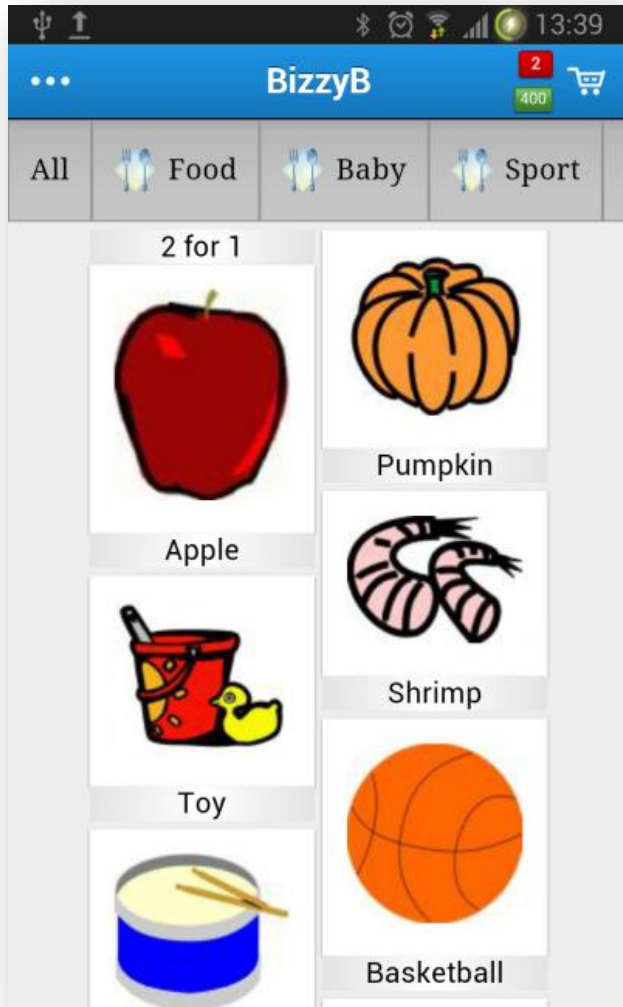 13:39
BizzyB
2
400
All
Food
Baby
Sport
2 for 1
Apple
Pumpkin
Shrimp
Toy
Basketball